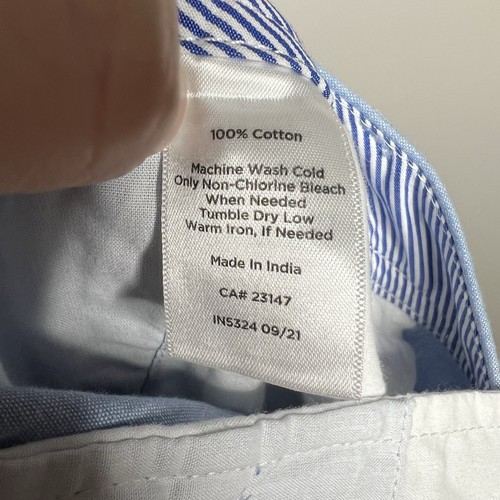 100% Cotton
Machine Wash Cold
Only Non-Chlorine Bleach
When Needed
Tumble Dry Low
Warm Iron, If Needed
Made In India
CA# 23147
IN5324 09/21